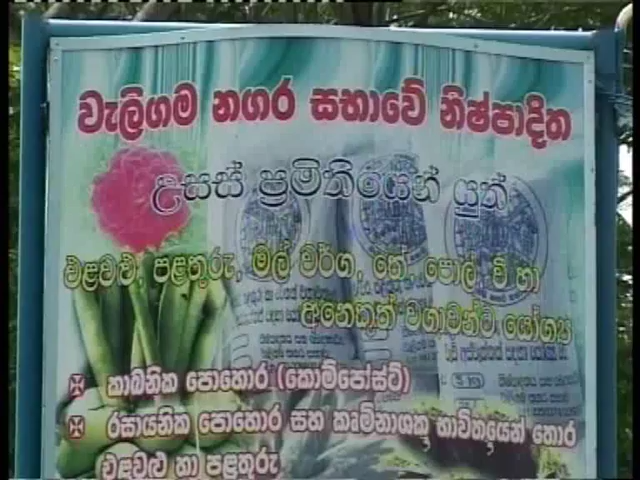 වැලිගම නගර සභාවේ නිෂ්පාදිත
උසස් ප්‍රමිතියෙන් යුත්
එළවළු, පළතුරු, මල් වර්ග, තේ, පොල් වී හා
අනෙකුත් වගාවන්ට යෝග්‍ය
කාබනික පොහොර (කොම්පෝස්ට්)
රසායනික පොහොර සහ කෘමිනාශක භාවිතයෙන් තොර
එළවළු හා පළතුරු